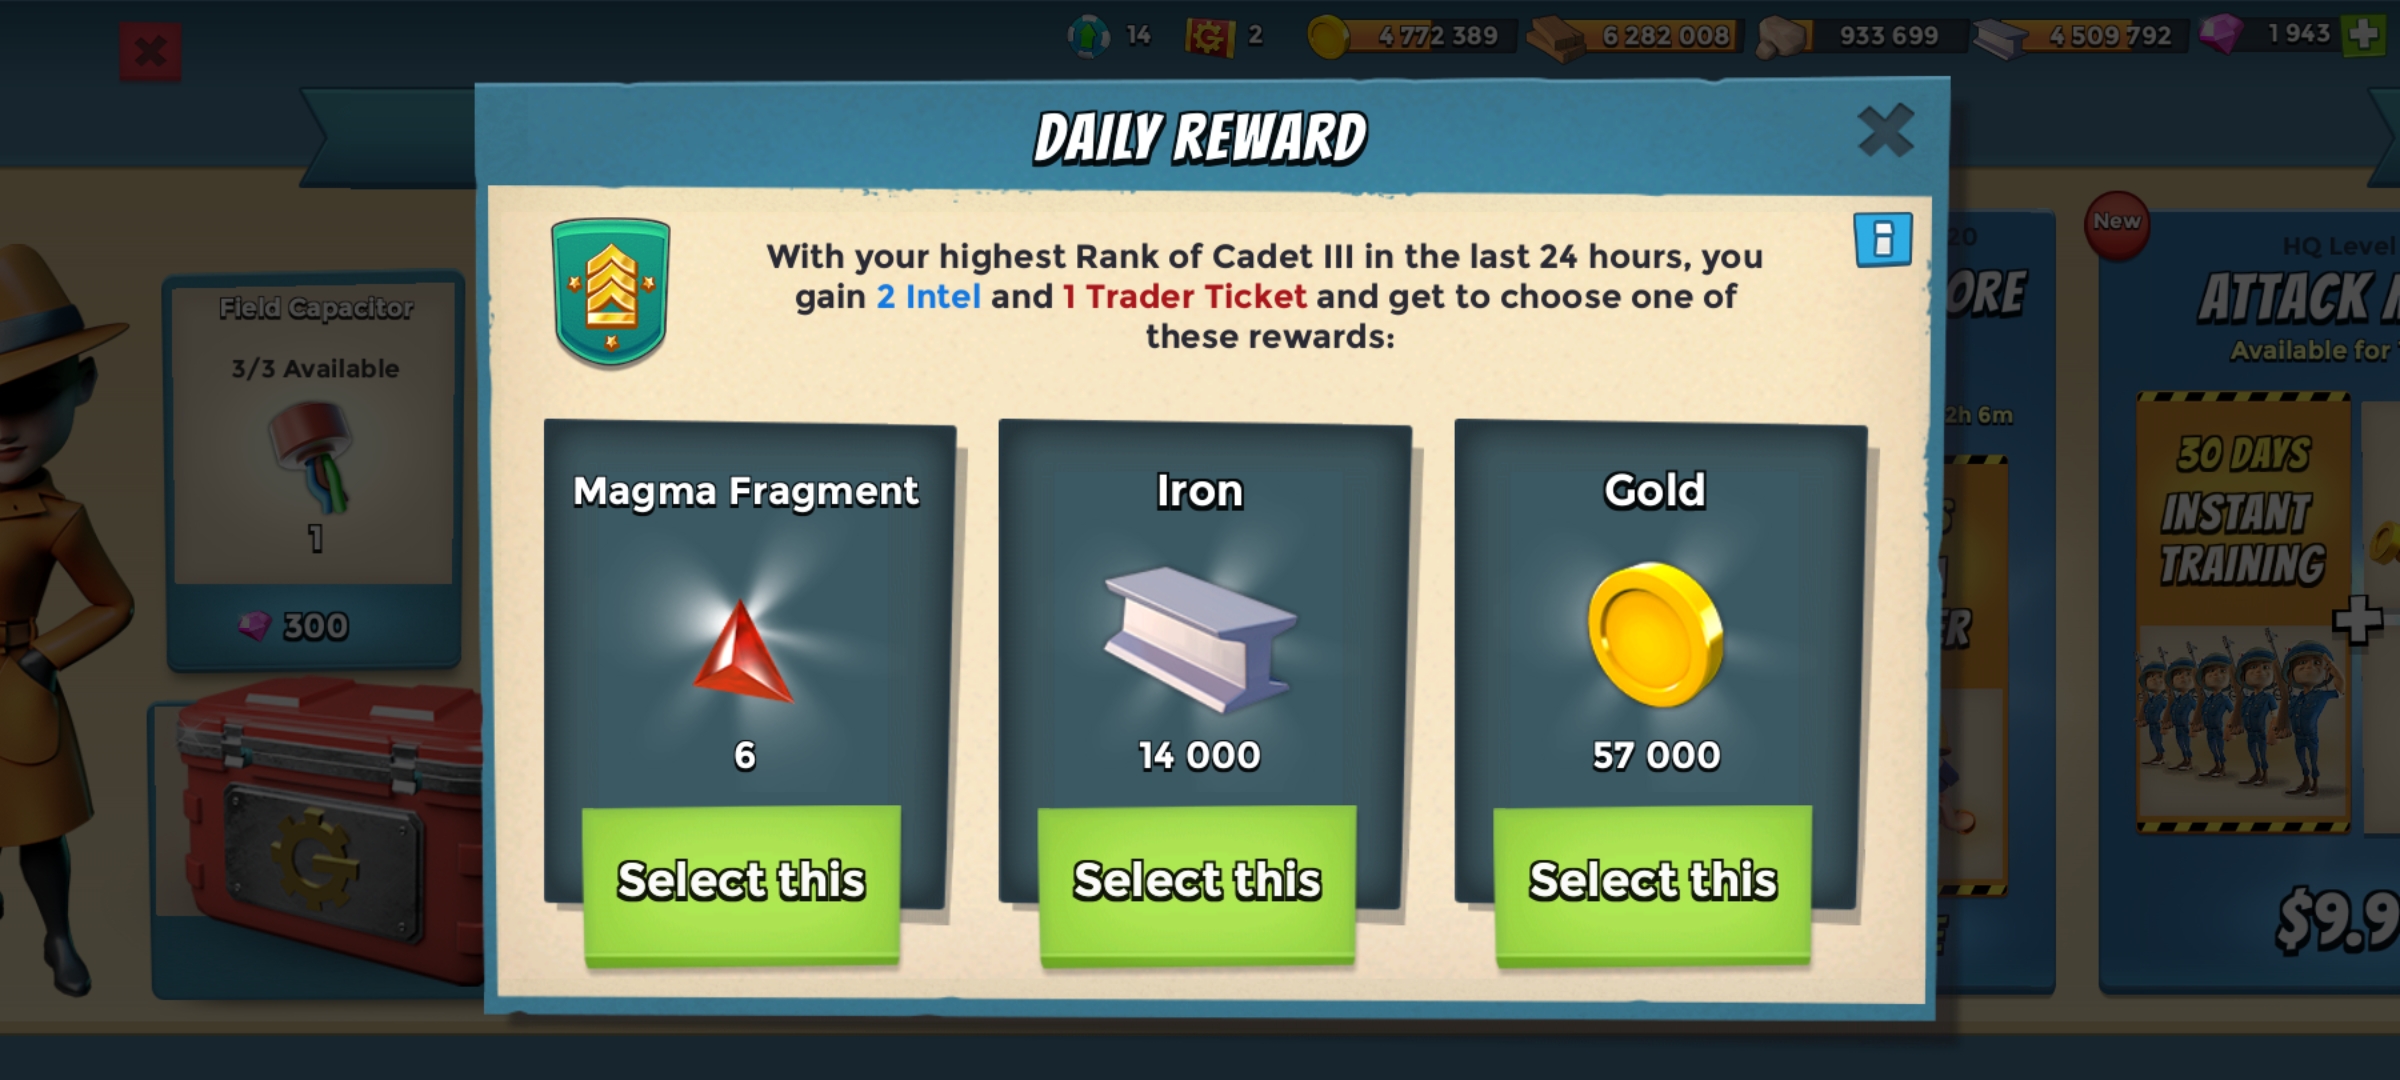 14
2
4 772 389
6 282 008
933 699
4 509 792
1 943
DAILY REWARD
With your highest Rank of Cadet III in the last 24 hours, you
gain 2 Intel and 1 Trader Ticket and get to choose one of
these rewards:
Magma Fragment
6
Select this
Iron
14 000
Select this
Gold
57 000
Select this
Field Capacitor
3/3 Available
1
300
G
20
ORE
2h 6m
New
HQ Level
ATTACK
Available for
30 DAYS
INSTANT
TRAINING
$9.9